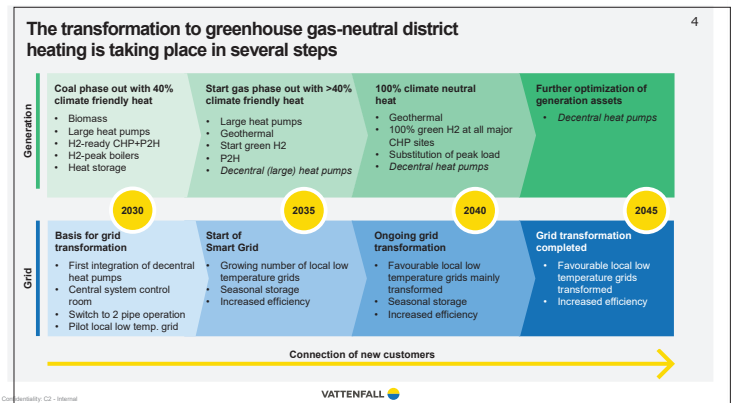 4
The transformation to greenhouse gas-neutral district
heating is taking place in several steps
Generation
Coal phase out with 40%
climate friendly heat
• Biomass
• Large heat pumps
• H2-ready CHP+P2H
• H2-peak boilers
• Heat storage
Start gas phase out with >40%
climate friendly heat
• Large heat pumps
• Geothermal
• Start green H2
• P2H
• Decentral (large) heat pumps
100% climate neutral
heat
• Geothermal
• 100% green H2 at all major
CHP sites
• Substitution of peak load
• Decentral heat pumps
Further optimization of
generation assets
• Decentral heat pumps
2030
2035
2040
2045
Grid
Basis for grid
transformation
• First integration of decentral
heat pumps
• Central system control
room
• Switch to 2 pipe operation
• Pilot local low temp. grid
Start of
Smart Grid
• Growing number of local low
temperature grids
• Seasonal storage
• Increased efficiency
Ongoing grid
transformation
• Favourable local low
temperature grids mainly
transformed
• Seasonal storage
• Increased efficiency
Grid transformation
completed
• Favourable local low
temperature grids
transformed
• Increased efficiency
Connection of new customers
Confidentiality: C2 - Internal
VATTENFALL